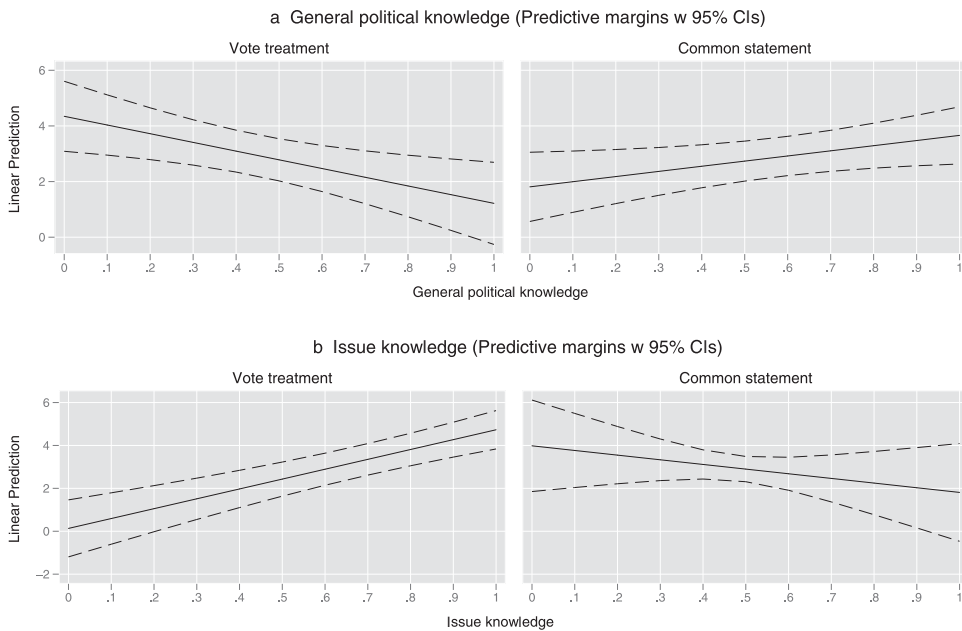 a General political knowledge (Predictive margins w 95% CIs)
Vote treatment
Common statement
Linear Prediction
6
4
2
0
0 .1 .2 .3 .4 .5 .6 .7 .8 .9 1
0 .1 .2 .3 .4 .5 .6 .7 .8 .9 1
General political knowledge
b Issue knowledge (Predictive margins w 95% CIs)
Vote treatment
Common statement
Linear Prediction
6
4
2
0
–2
0 .1 .2 .3 .4 .5 .6 .7 .8 .9 1
0 .1 .2 .3 .4 .5 .6 .7 .8 .9 1
Issue knowledge